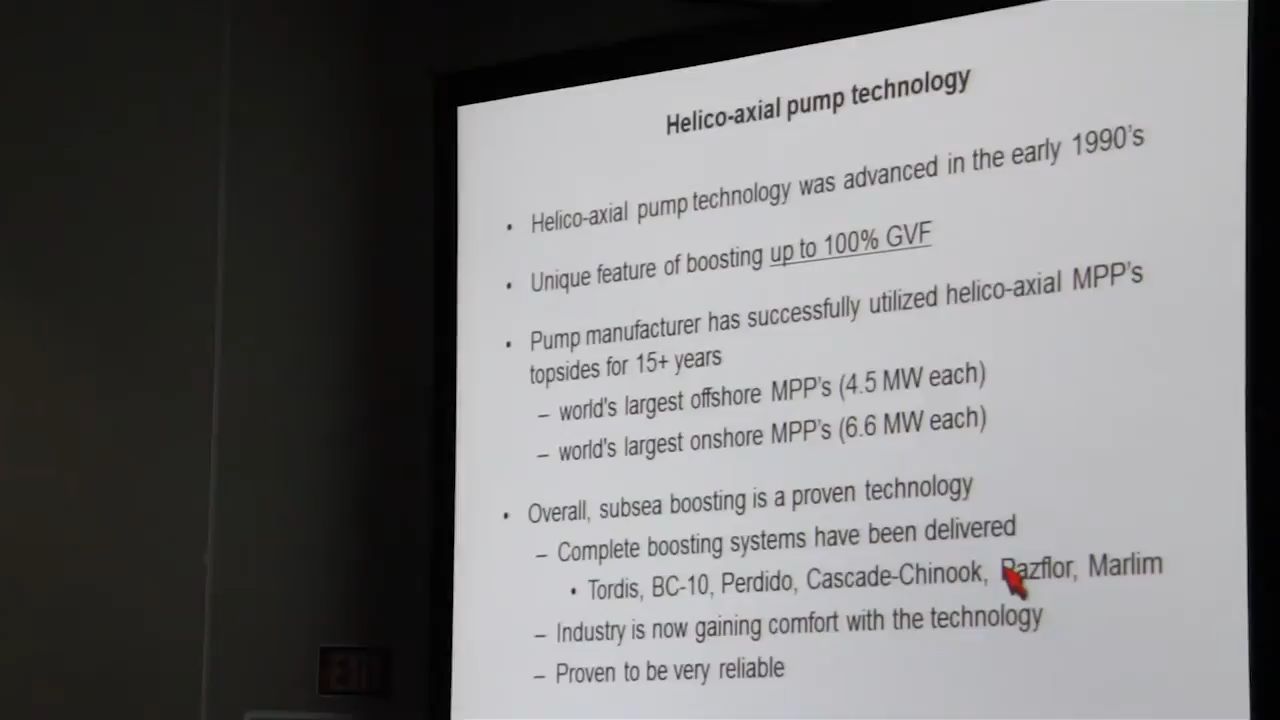 Helico-axial pump technology
• Helico-axial pump technology was advanced in the early 1990's
• Unique feature of boosting up to 100% GVF
• Pump manufacturer has successfully utilized helico-axial MPP's
topsides for 15+ years
– world's largest offshore MPP's (4.5 MW each)
– world's largest onshore MPP's (6.6 MW each)
• Overall, subsea boosting is a proven technology
– Complete boosting systems have been delivered
• Tordis, BC-10, Perdido, Cascade-Chinook, Pazflor, Marlim
– Industry is now gaining comfort with the technology
– Proven to be very reliable